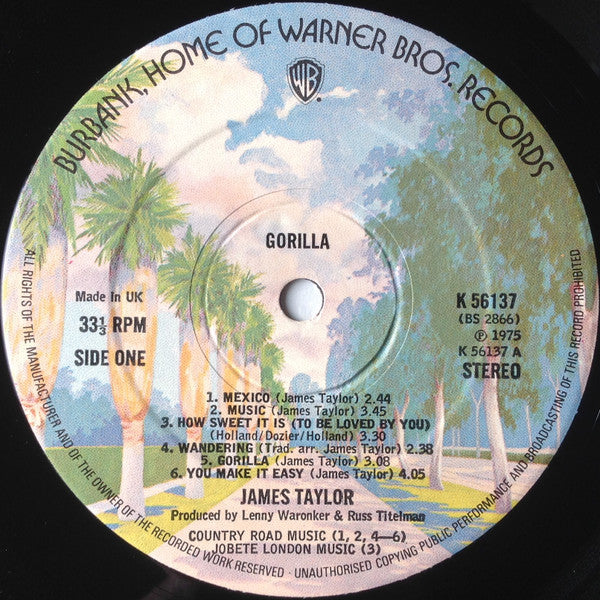 BURBANK, HOME OF WARNER BROS. RECORDS
WB
GORILLA
Made In UK
33⅓ RPM
SIDE ONE
K 56137
(BS 2866)
℗ 1975
K 56137 A
STEREO
1. MEXICO (James Taylor) 2.44
2. MUSIC (James Taylor) 3.45
3. HOW SWEET IT IS (TO BE LOVED BY YOU)
(Holland/Dozier/Holland) 3.30
4. WANDERING (Trad. arr. James Taylor) 2.38
5. GORILLA (James Taylor) 3.08
6. YOU MAKE IT EASY (James Taylor) 4.05
JAMES TAYLOR
Produced by Lenny Waronker & Russ Titelman
COUNTRY ROAD MUSIC (1, 2, 4—6)
JOBETE LONDON MUSIC (3)
ALL RIGHTS OF THE MANUFACTURER AND OF THE OWNER OF THE RECORDED WORK RESERVED · UNAUTHORISED COPYING PUBLIC PERFORMANCE AND BROADCASTING OF THIS RECORD PROHIBITED